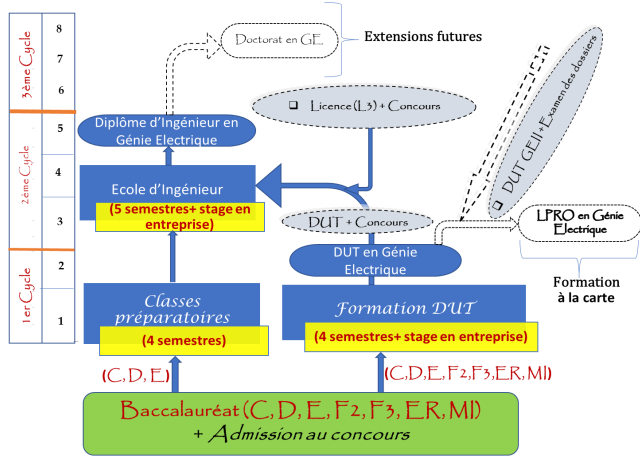 3ème Cycle
2ème Cycle
1er Cycle
8
7
6
5
4
3
2
1
Doctorat en GE
Extensions futures
Diplôme d'Ingénieur en
Génie Electrique
❑ Licence (L3) + Concours
❑ DUT GEII + Examen des dossiers
Ecole d'Ingénieur
(5 semestres+ stage en
entreprise)
DUT + Concours
LPRO en Génie
Electrique
DUT en Génie
Electrique
Formation
à la carte
Classes
préparatoires
(4 semestres)
Formation DUT
(4 semestres+ stage en entreprise)
(C, D, E)
(C,D,E,F2,F3,ER,MI)
Baccalauréat (C, D, E, F2, F3, ER, MI)
+ Admission au concours